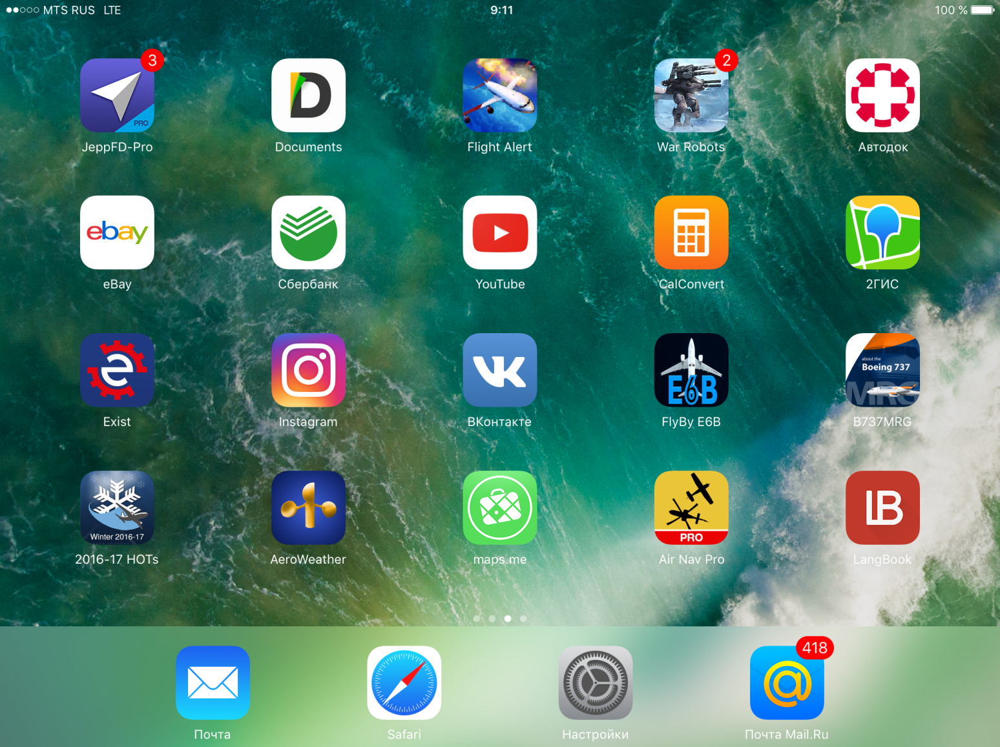 MTS RUS LTE
9:11
100 %
3
PRO
JeppFD-Pro
D
Documents
Flight Alert
2
War Robots
Автодок
ebay
eBay
Сбербанк
YouTube
CalConvert
2ГИС
e
Exist
Instagram
VK
ВКонтакте
E6B
FlyBy E6B
about the
Boeing 737
MRG
B737MRG
Winter 2016-17
2016-17 HOTs
AeroWeather
maps.me
PRO
Air Nav Pro
LB
LangBook
Почта
Safari
Настройки
418
@
Почта Mail.Ru